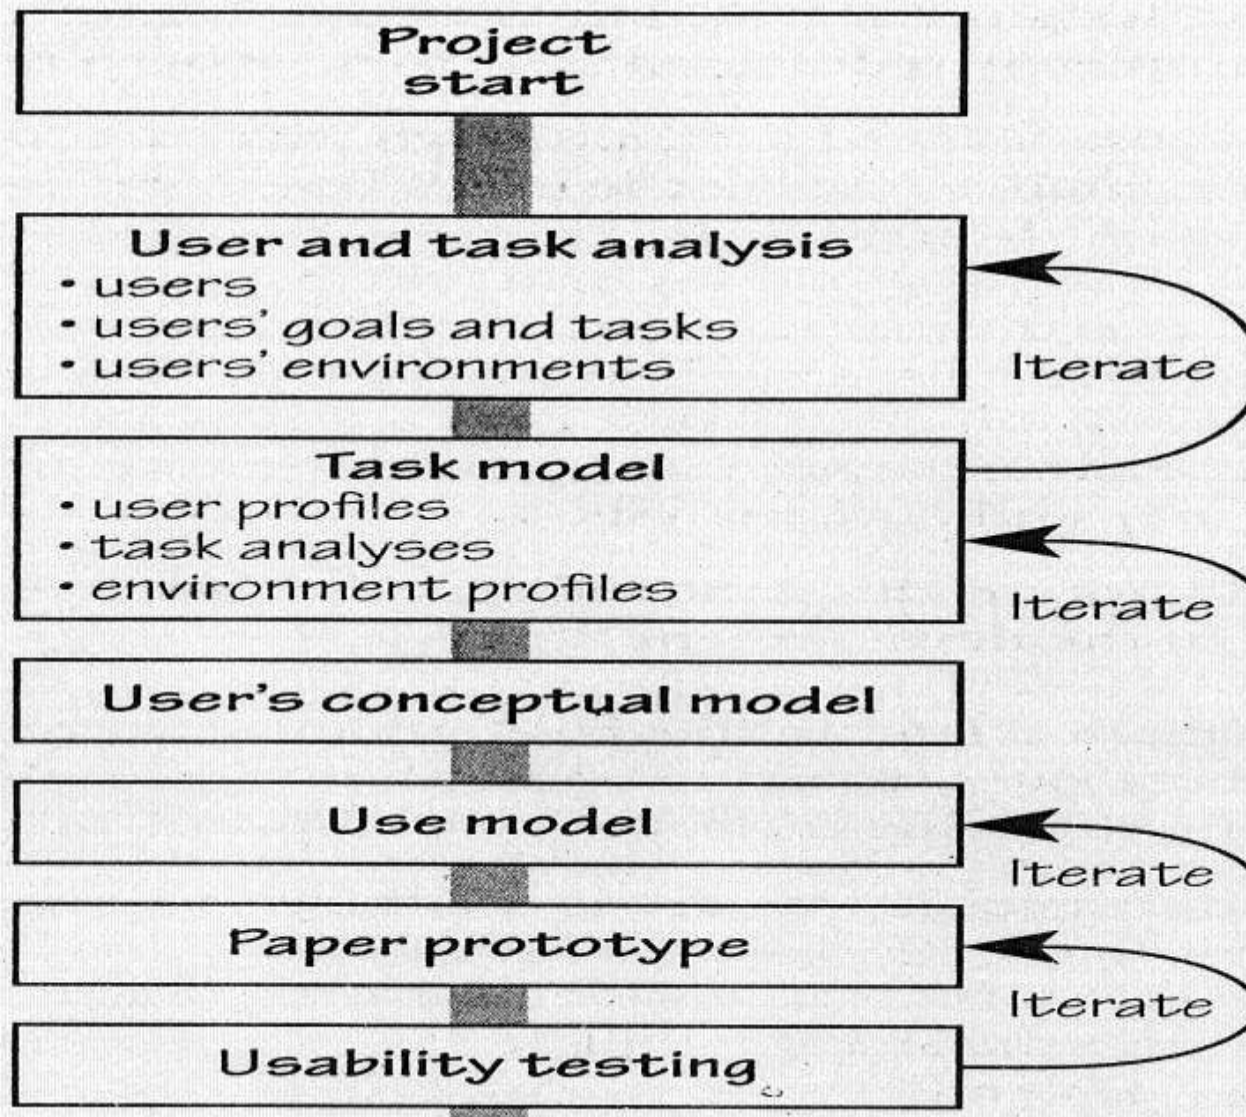 Project
start
User and task analysis
• users
• users' goals and tasks
• users' environments
Iterate
Task model
• user profiles
• task analyses
• environment profiles
Iterate
User's conceptual model
Use model
Iterate
Paper prototype
Iterate
Usability testing